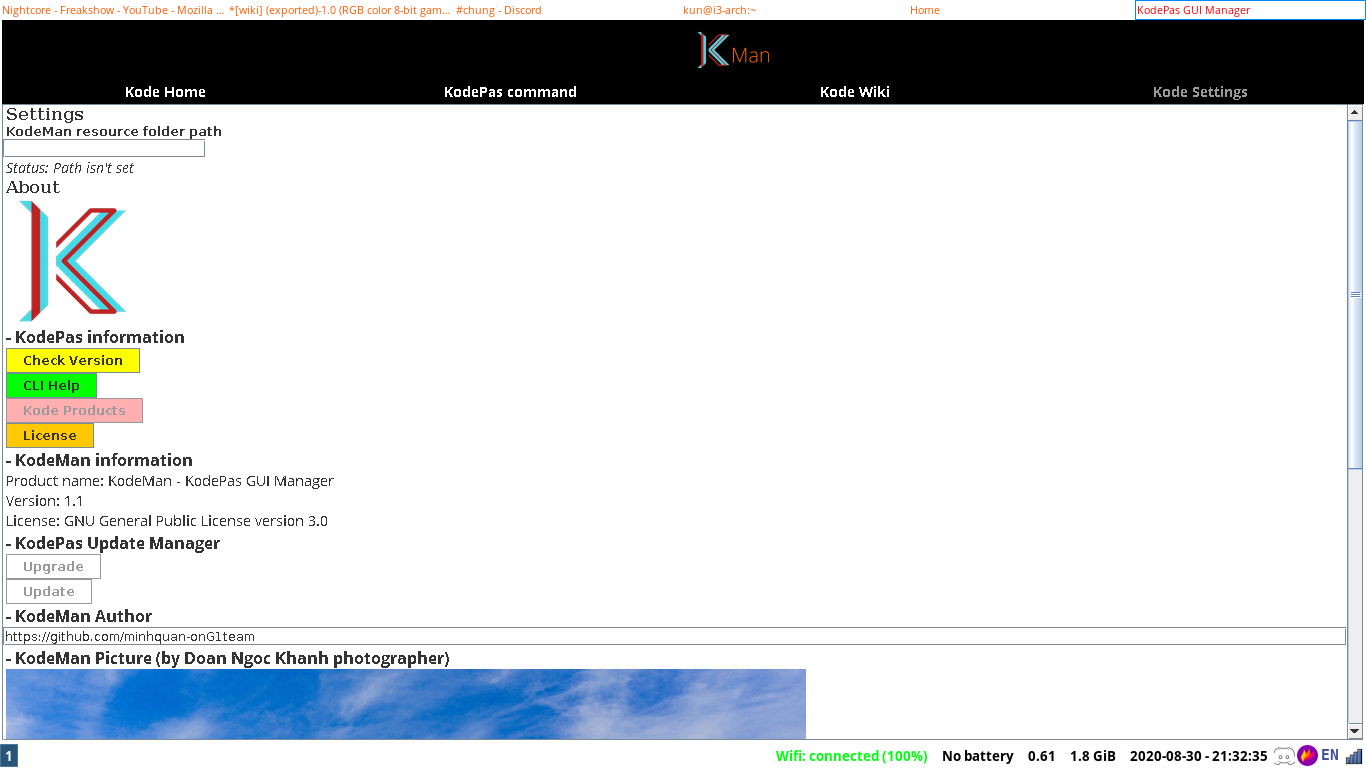 Nightcore - Freakshow - YouTube - Mozilla ... *[wiki] (exported)-1.0 (RGB color 8-bit gam... #chung - Discord kun@i3-arch:~ Home KodePas GUI Manager
K Man
Kode Home KodePas command Kode Wiki Kode Settings
Settings
KodeMan resource folder path
Status: Path isn't set
About
K
- KodePas information
Check Version
CLI Help
Kode Products
License
- KodeMan information
Product name: KodeMan - KodePas GUI Manager
Version: 1.1
License: GNU General Public License version 3.0
- KodePas Update Manager
Upgrade
Update
- KodeMan Author
https://github.com/minhquan-onG1team
- KodeMan Picture (by Doan Ngoc Khanh photographer)
1 Wifi: connected (100%) No battery 0.61 1.8 GiB 2020-08-30 - 21:32:35 EN